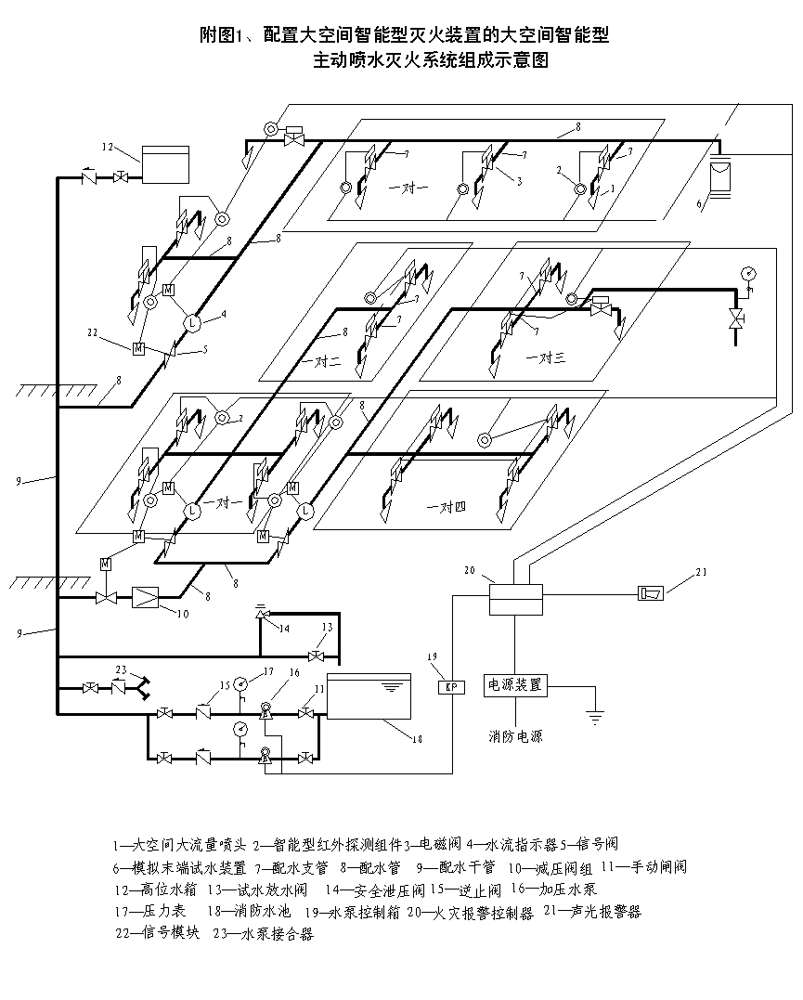 附图1、配置大空间智能型灭火装置的大空间智能型
主动喷水灭火系统组成示意图
8
12
7
7
7
3
2
1
一对一
6
8
8
M
4
L
22
M
5
8
7
7
8
一对二
7
7
一对三
8
2
9
M
L
M
L
一对一
M
M
一对四
M
8
8
10
20
21
9
14
13
19
KP
电源装置
消防电源
23
15
17
16
11
18
1—大空间大流量喷头 2—智能型红外探测组件3—电磁阀 4—水流指示器5—信号阀
6—模拟末端试水装置 7—配水支管 8—配水管 9—配水干管 10—减压阀组 11—手动闸阀
12—高位水箱 13—试水放水阀 14—安全泄压阀 15—逆止阀 16—加压水泵
17—压力表 18—消防水池 19—水泵控制箱 20—火灾报警控制器 21—声光报警器
22—信号模块 23—水泵接合器